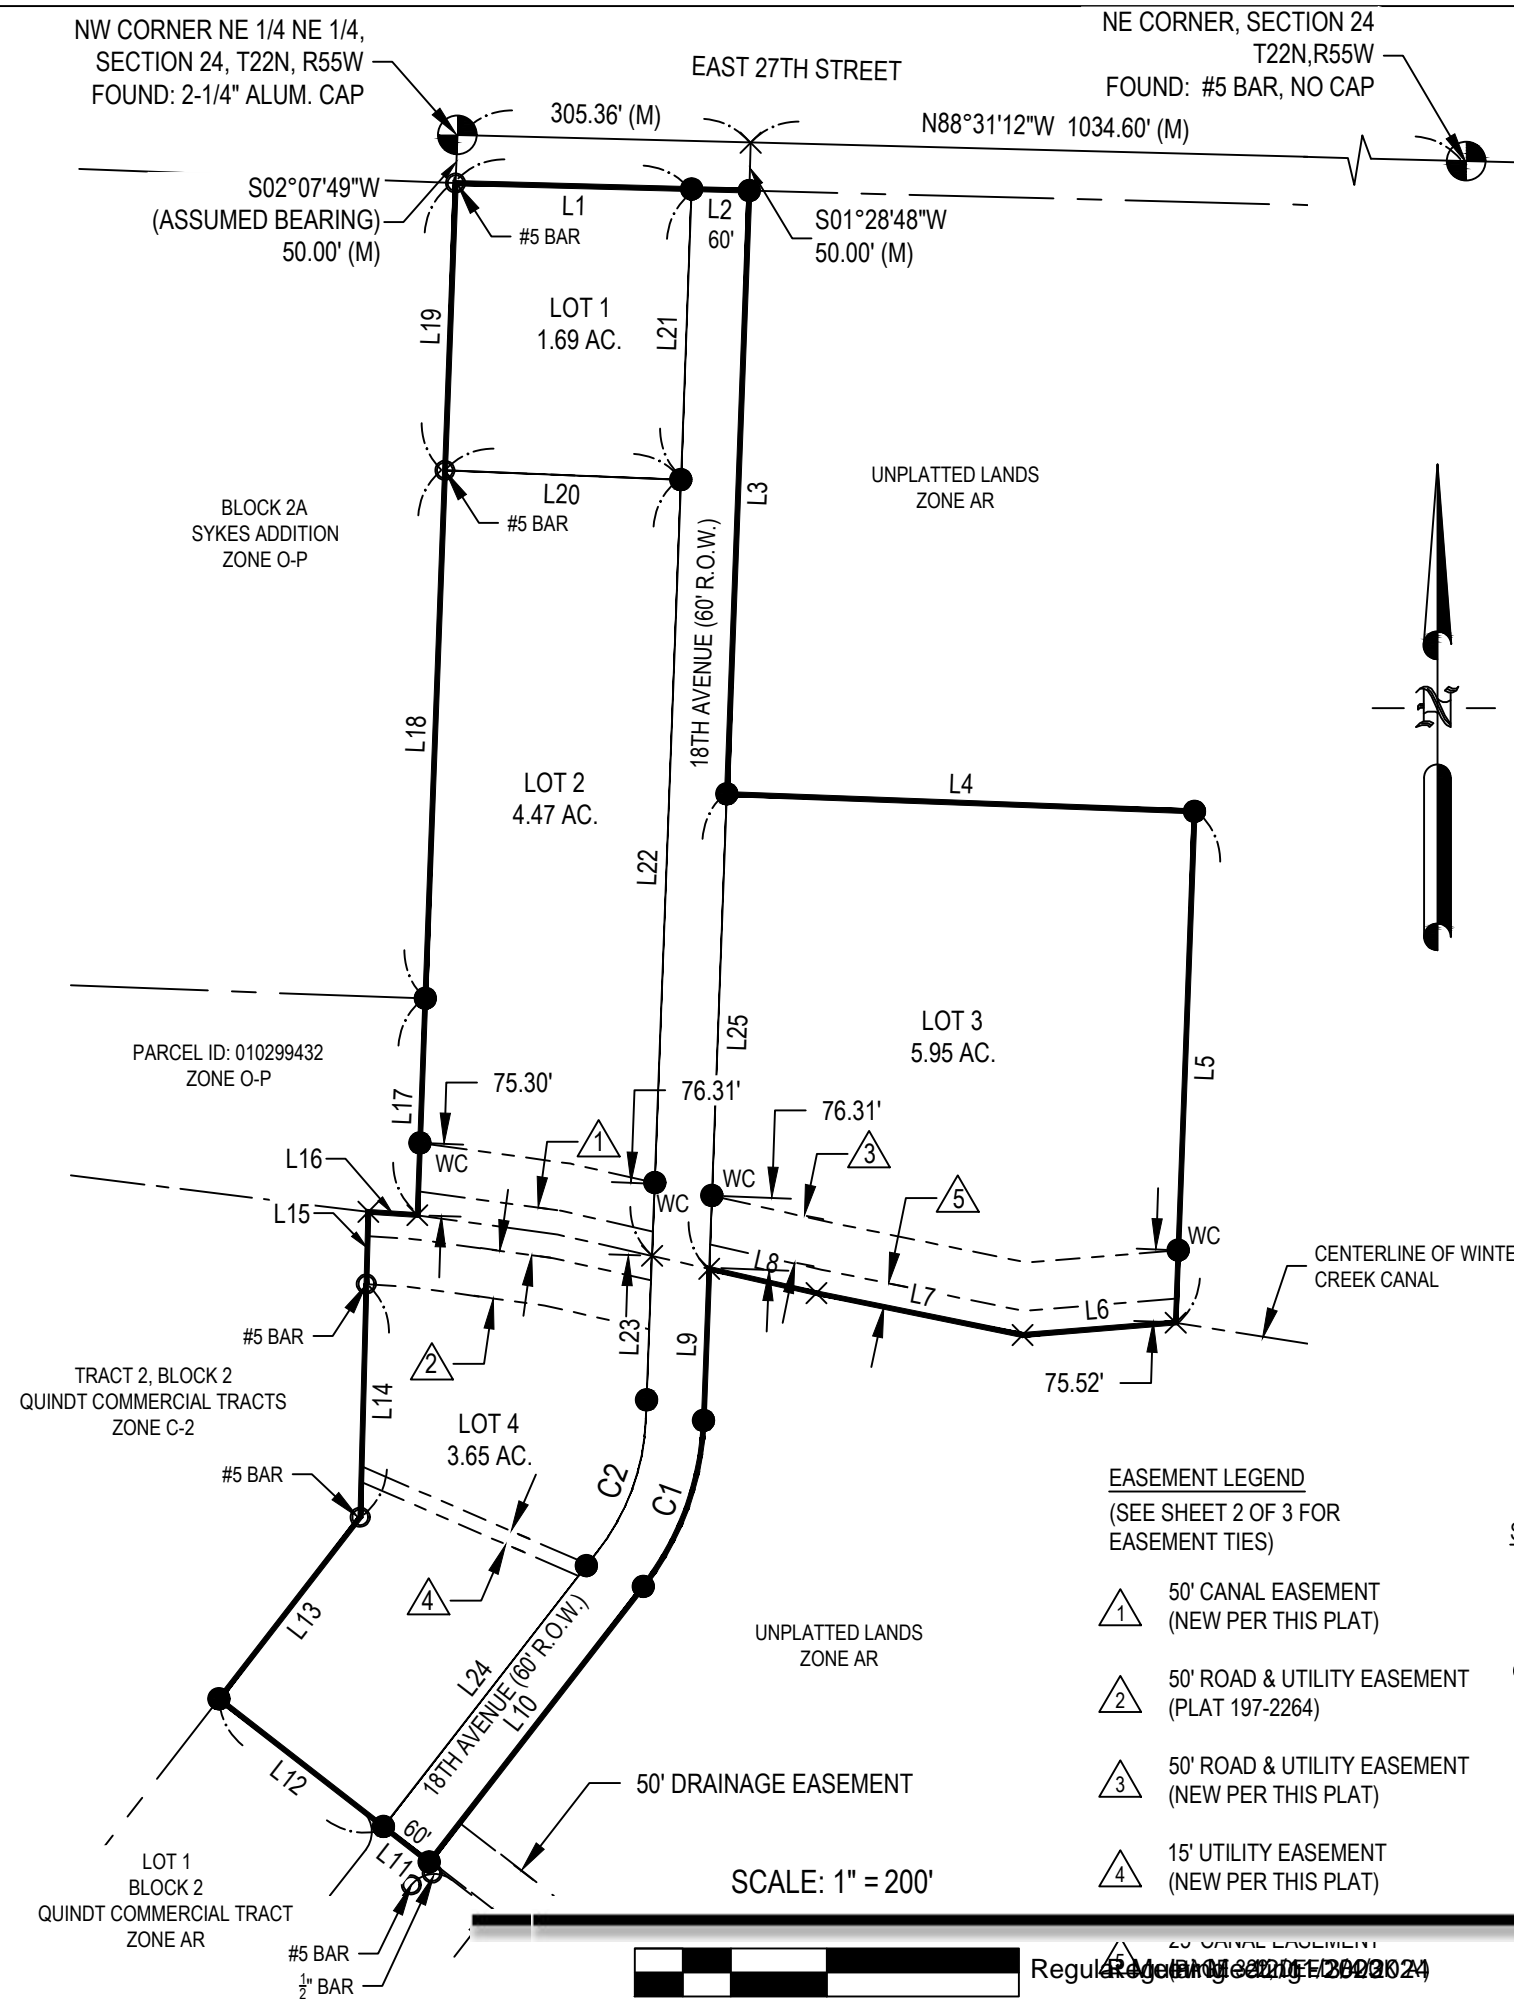 NW CORNER NE 1/4 NE 1/4,
SECTION 24, T22N, R55W
FOUND: 2-1/4" ALUM. CAP
EAST 27TH STREET
NE CORNER, SECTION 24
T22N,R55W
FOUND: #5 BAR, NO CAP
305.36' (M)
N88°31'12"W 1034.60' (M)
S02°07'49"W
(ASSUMED BEARING)
50.00' (M)
L1
#5 BAR
L2
60'
S01°28'48"W
50.00' (M)
LOT 1
1.69 AC.
L19
L21
L20
#5 BAR
L3
UNPLATTED LANDS
ZONE AR
BLOCK 2A
SYKES ADDITION
ZONE O-P
18TH AVENUE (60' R.O.W.)
N
L18
LOT 2
4.47 AC.
L4
L22
LOT 3
5.95 AC.
L25
L5
PARCEL ID: 010299432
ZONE O-P
L17
75.30'
76.31'
76.31'
1
3
5
WC
WC
WC
WC
L16
L15
L8
L7
L6
CENTERLINE OF WINTE
CREEK CANAL
#5 BAR
L23
L9
2
75.52'
TRACT 2, BLOCK 2
QUINDT COMMERCIAL TRACTS
ZONE C-2
L14
LOT 4
3.65 AC.
#5 BAR
C2
C1
4
L13
L24
18TH AVENUE (60' R.O.W.)
L10
UNPLATTED LANDS
ZONE AR
L12
60'
L11
50' DRAINAGE EASEMENT
LOT 1
BLOCK 2
QUINDT COMMERCIAL TRACT
ZONE AR
#5 BAR
1/2" BAR
SCALE: 1" = 200'
EASEMENT LEGEND
(SEE SHEET 2 OF 3 FOR
EASEMENT TIES)
1
50' CANAL EASEMENT
(NEW PER THIS PLAT)
2
50' ROAD & UTILITY EASEMENT
(PLAT 197-2264)
3
50' ROAD & UTILITY EASEMENT
(NEW PER THIS PLAT)
4
15' UTILITY EASEMENT
(NEW PER THIS PLAT)
5